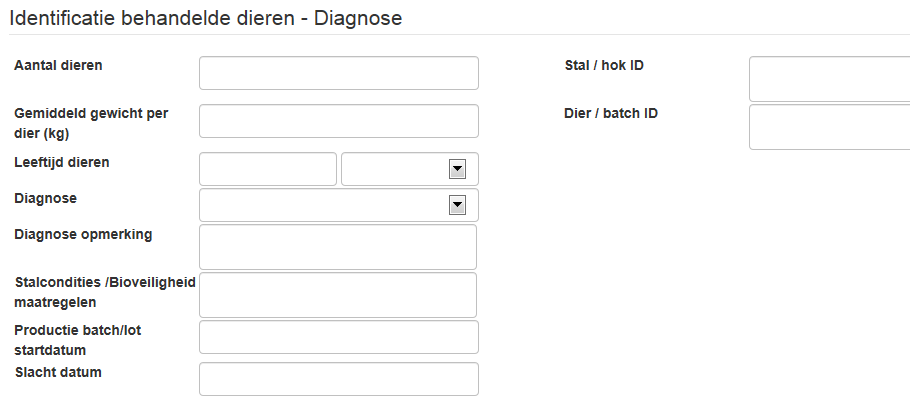 Identificatie behandelde dieren - Diagnose
Aantal dieren
Stal / hok ID
Gemiddeld gewicht per
dier (kg)
Dier / batch ID
Leeftijd dieren
Diagnose
Diagnose opmerking
Stalcondities /Bioveiligheid
maatregelen
Productie batch/lot
startdatum
Slacht datum